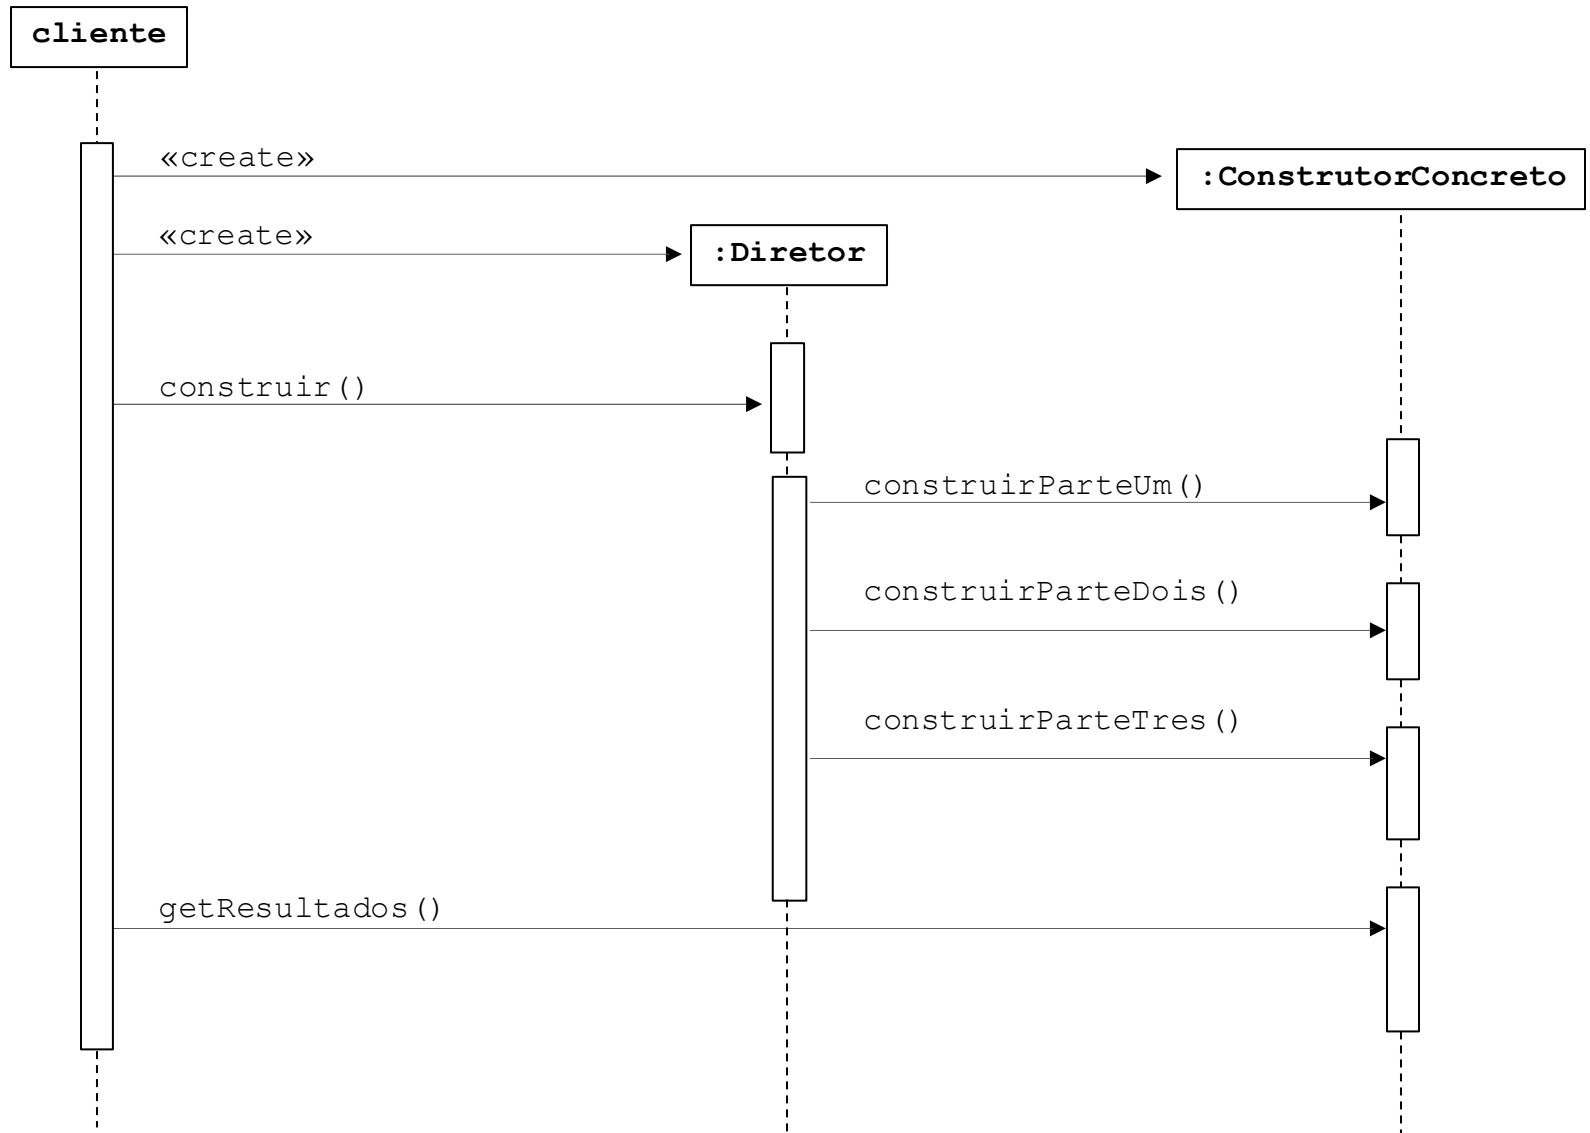 cliente
«create»
:ConstrutorConcreto
«create»
:Diretor
construir()
construirParteUm()
construirParteDois()
construirParteTres()
getResultados()